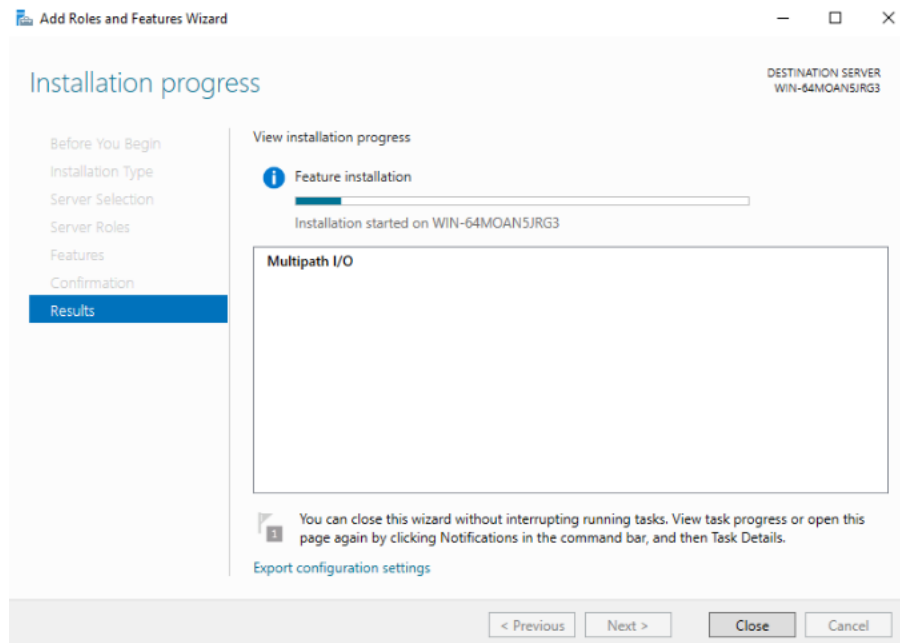 Add Roles and Features Wizard
Installation progress
DESTINATION SERVER
WIN-64MOAN5JRG3
Before You Begin
Installation Type
Server Selection
Server Roles
Features
Confirmation
Results
View installation progress
Feature installation
Installation started on WIN-64MOAN5JRG3
Multipath I/O
1
You can close this wizard without interrupting running tasks. View task progress or open this
page again by clicking Notifications in the command bar, and then Task Details.
Export configuration settings
< Previous
Next >
Close
Cancel